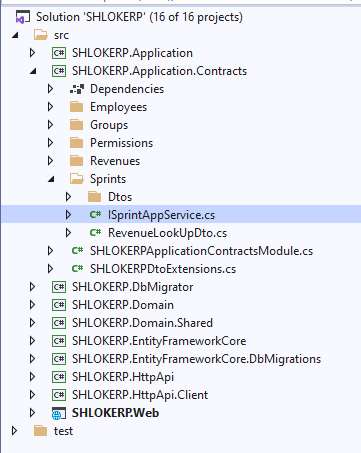 Solution 'SHLOKERP' (16 of 16 projects)
src
C# SHLOKERP.Application
C# SHLOKERP.Application.Contracts
Dependencies
Employees
Groups
Permissions
Revenues
Sprints
Dtos
C# ISprintAppService.cs
C# RevenueLookUpDto.cs
C# SHLOKERPApplicationContractsModule.cs
C# SHLOKERPDtoExtensions.cs
C# SHLOKERP.DbMigrator
C# SHLOKERP.Domain
C# SHLOKERP.Domain.Shared
C# SHLOKERP.EntityFrameworkCore
C# SHLOKERP.EntityFrameworkCore.DbMigrations
C# SHLOKERP.HttpApi
C# SHLOKERP.HttpApi.Client
SHLOKERP.Web
test